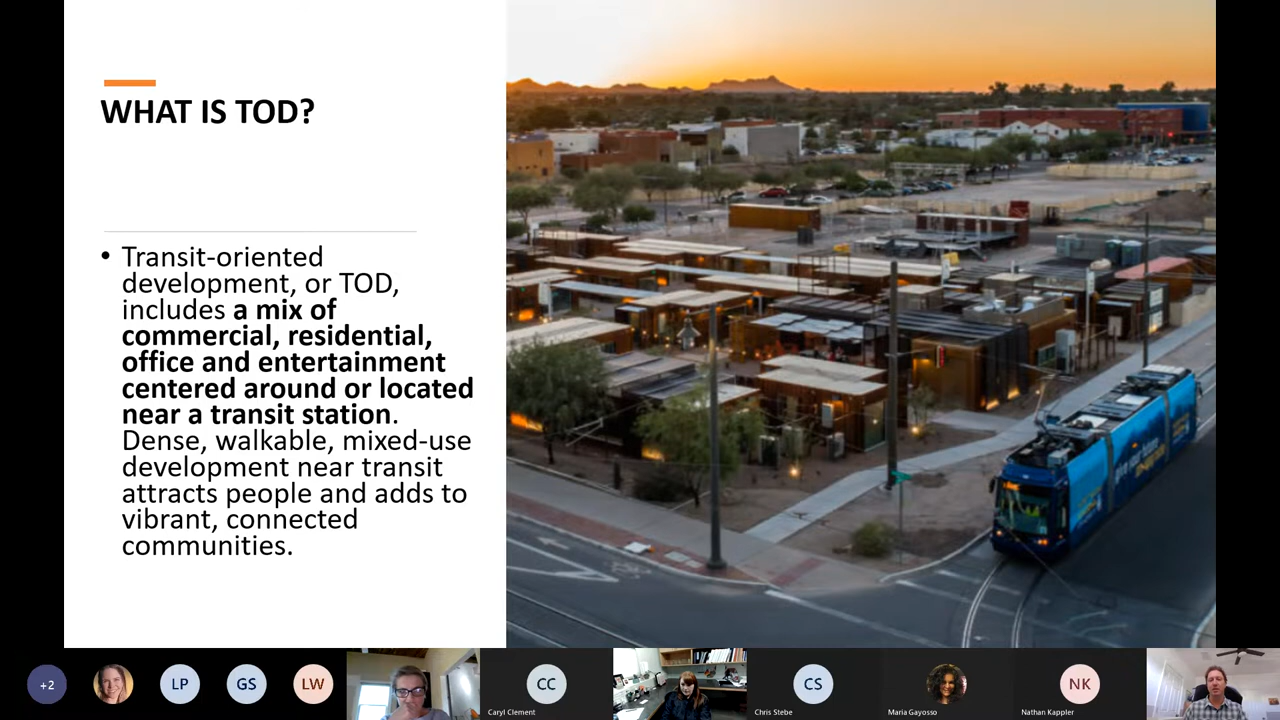 WHAT IS TOD?
• Transit-oriented
development, or TOD,
includes a mix of
commercial, residential,
office and entertainment
centered around or located
near a transit station.
Dense, walkable, mixed-use
development near transit
attracts people and adds to
vibrant, connected
communities.
+2
LP
GS
LW
CC
Caryl Clement
CS
Chris Stebe
Maria Gayosso
NK
Nathan Kappler